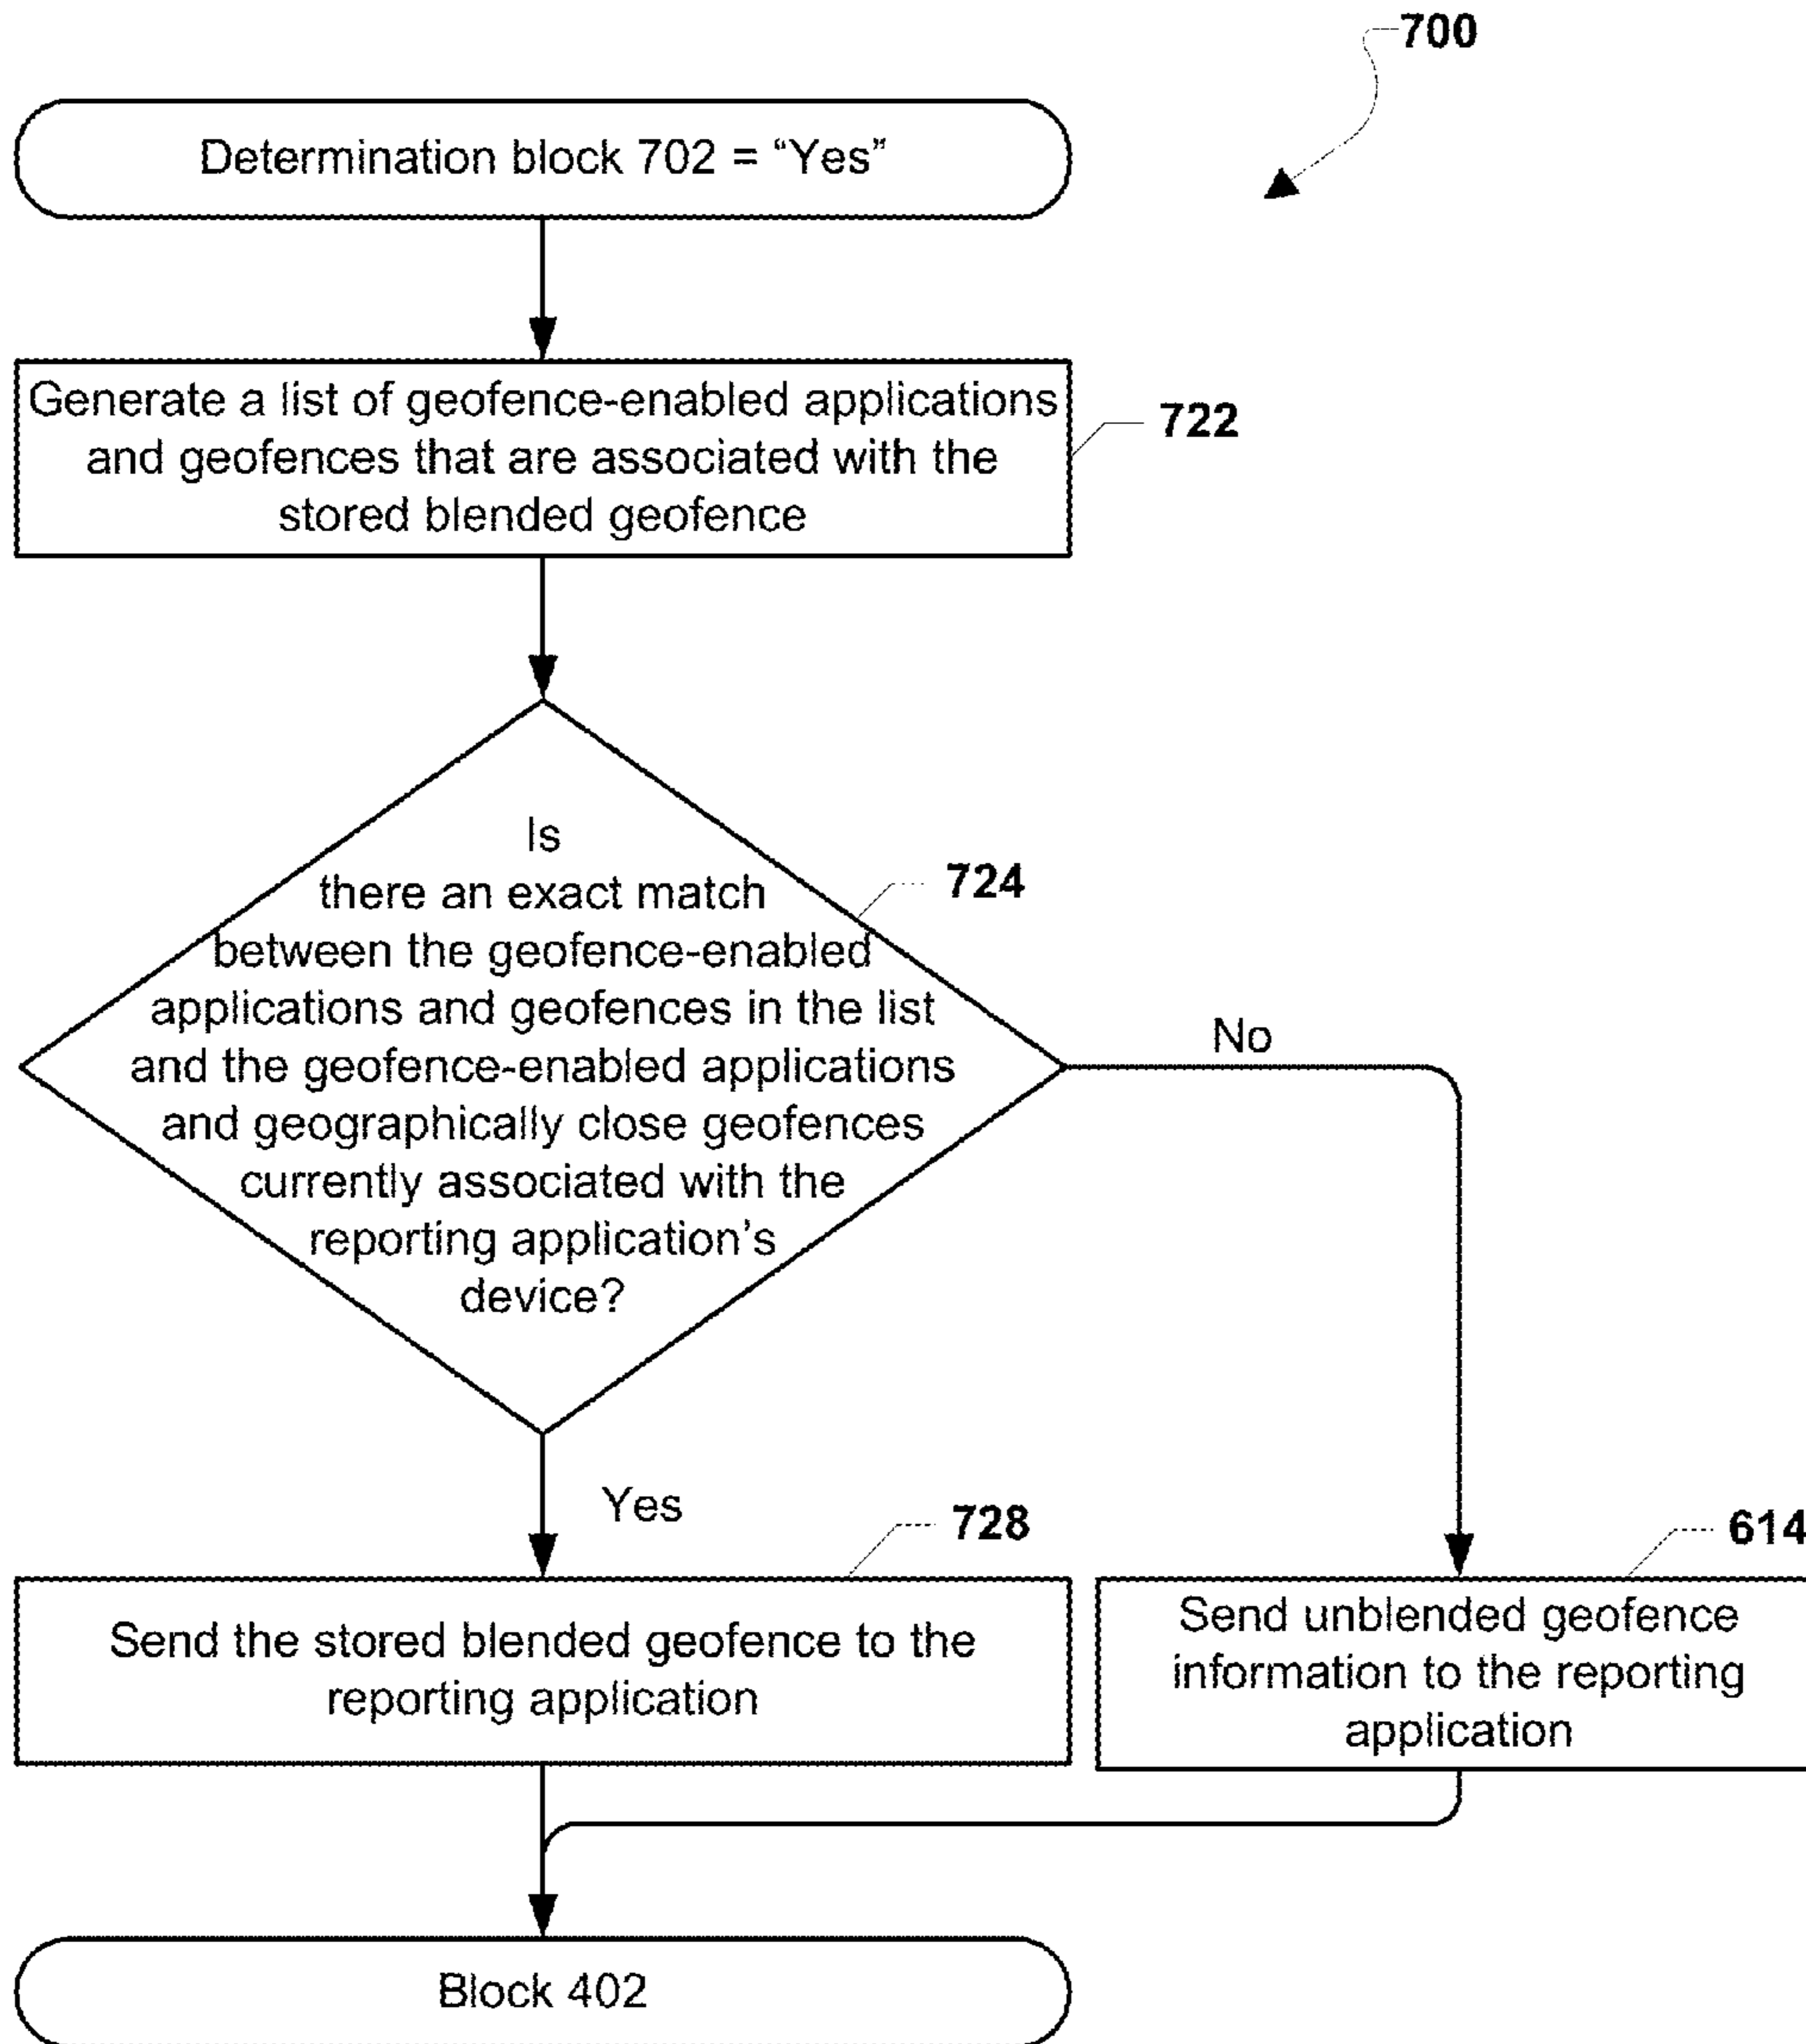 700
Determination block 702 = “Yes”
Generate a list of geofence-enabled applications
and geofences that are associated with the
stored blended geofence
722
Is
there an exact match
between the geofence-enabled
applications and geofences in the list
and the geofence-enabled applications
and geographically close geofences
currently associated with the
reporting application’s
device?
724
No
Yes
728
Send the stored blended geofence to the
reporting application
614
Send unblended geofence
information to the reporting
application
Block 402